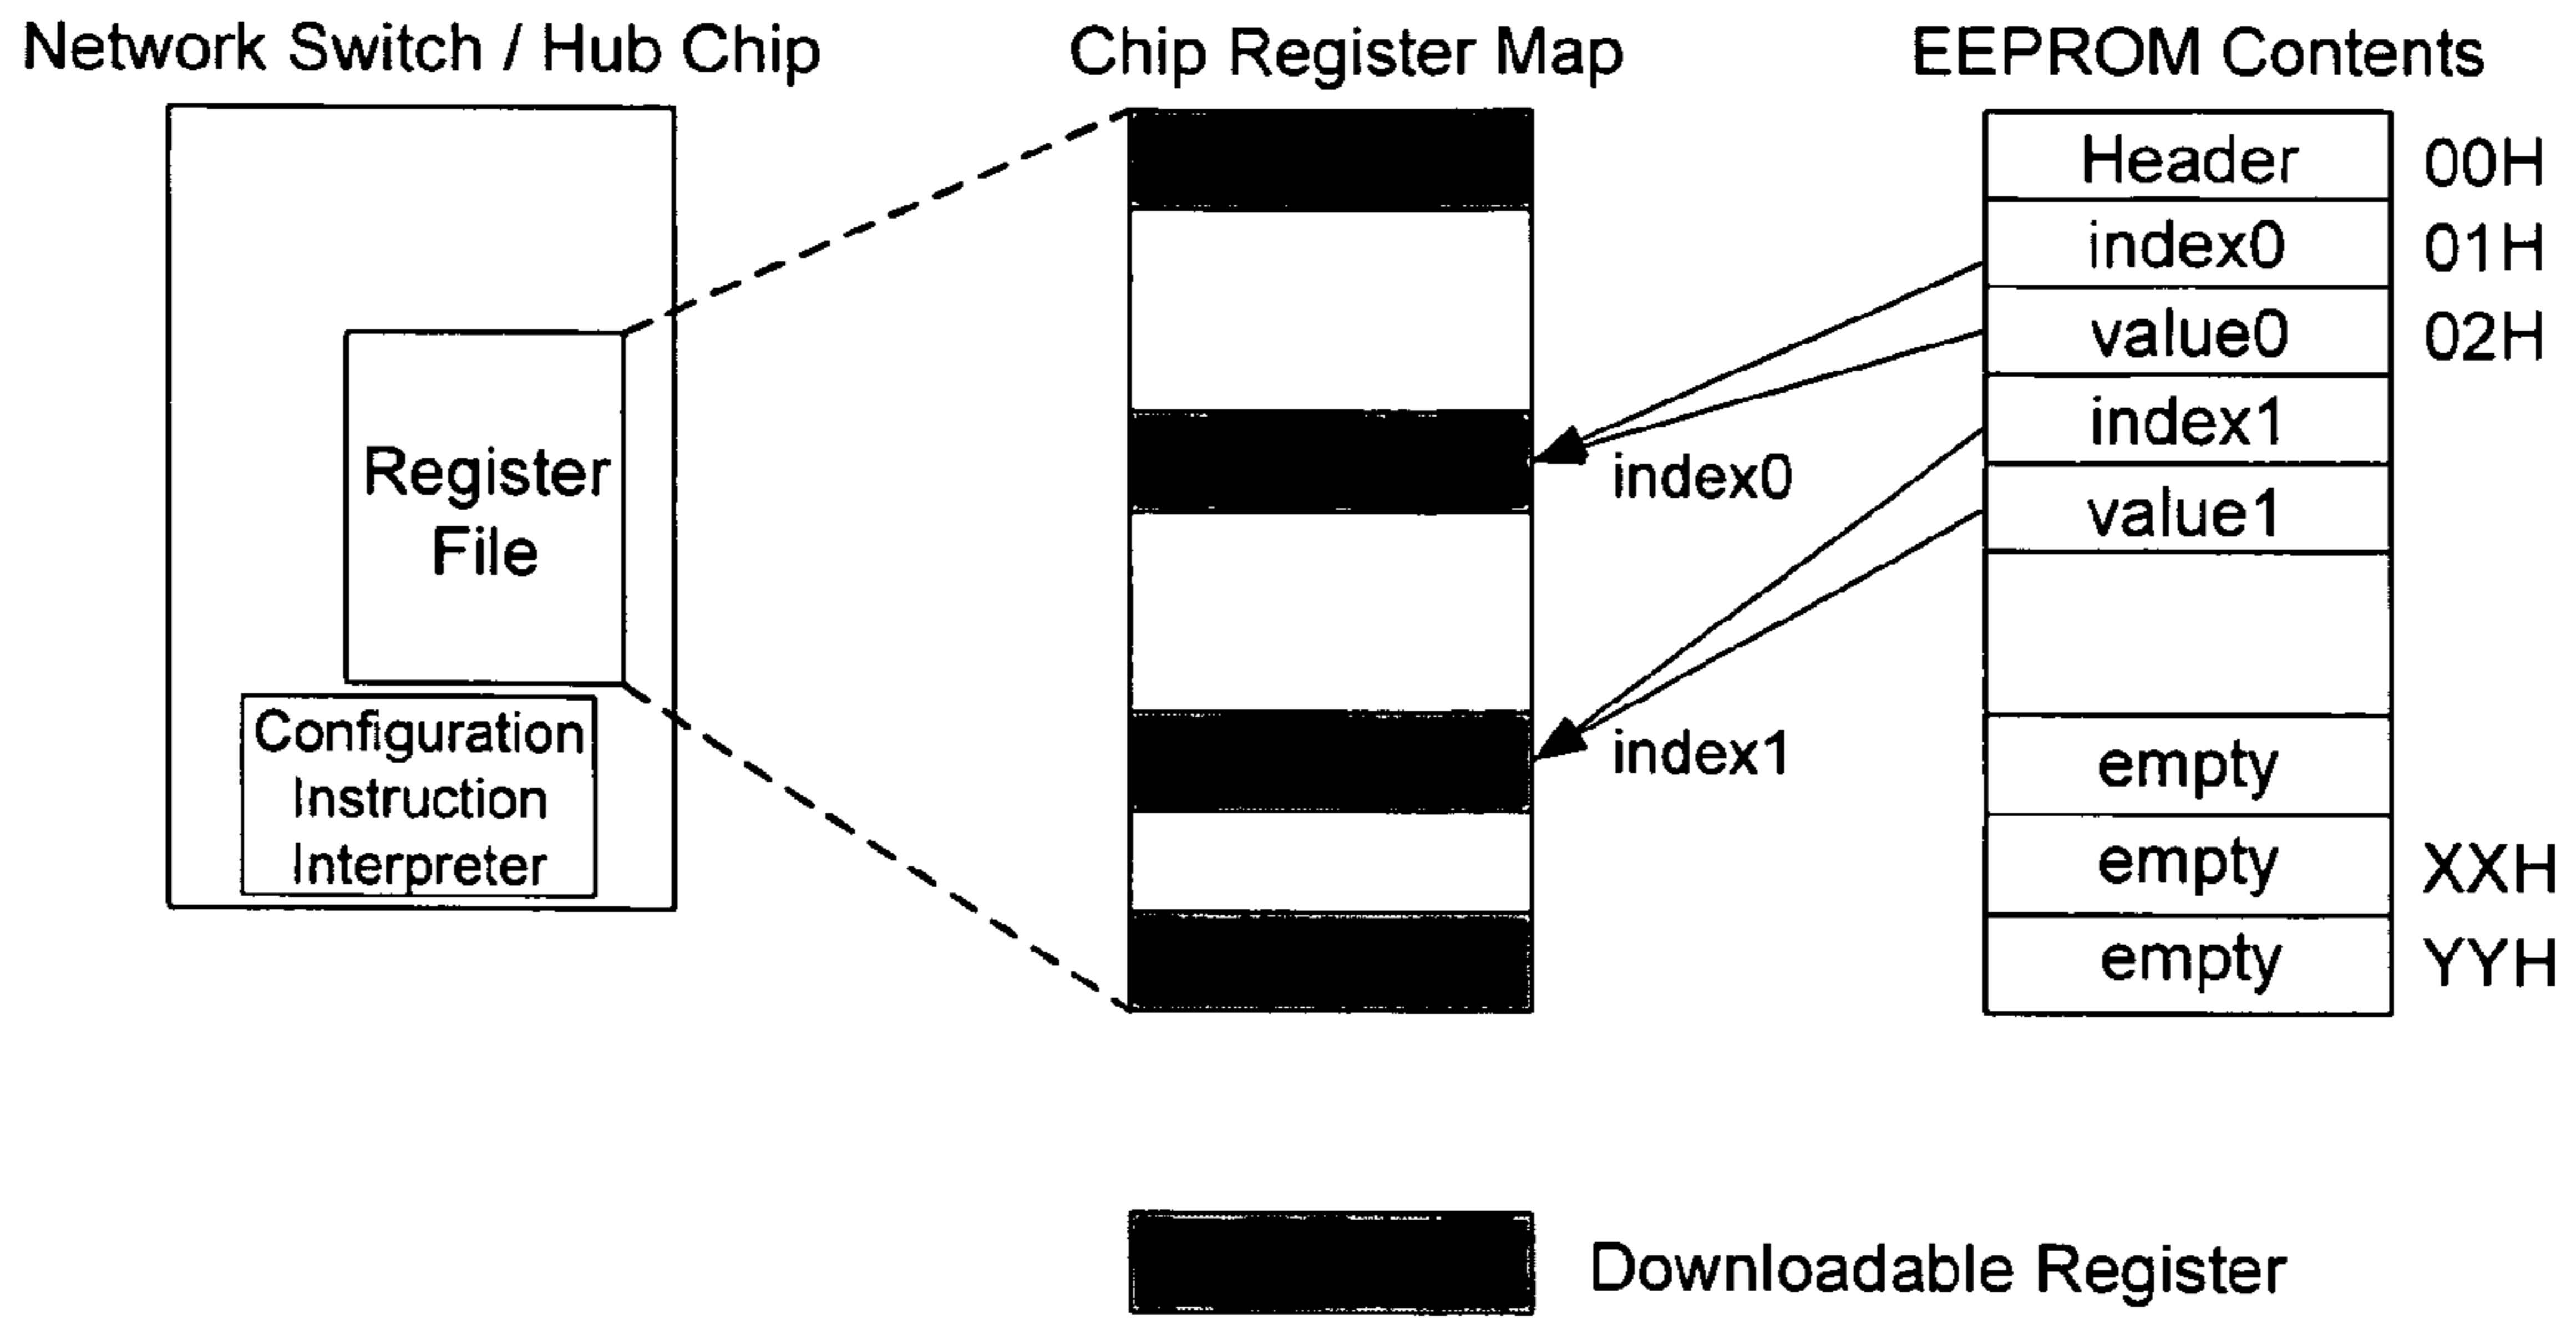 Network Switch / Hub Chip
Register
File
Configuration
Instruction
Interpreter
Chip Register Map
index0
index1
EEPROM Contents
Header 00H
index0 01H
value0 02H
index1
value1
empty
empty XXH
empty YYH
Downloadable Register